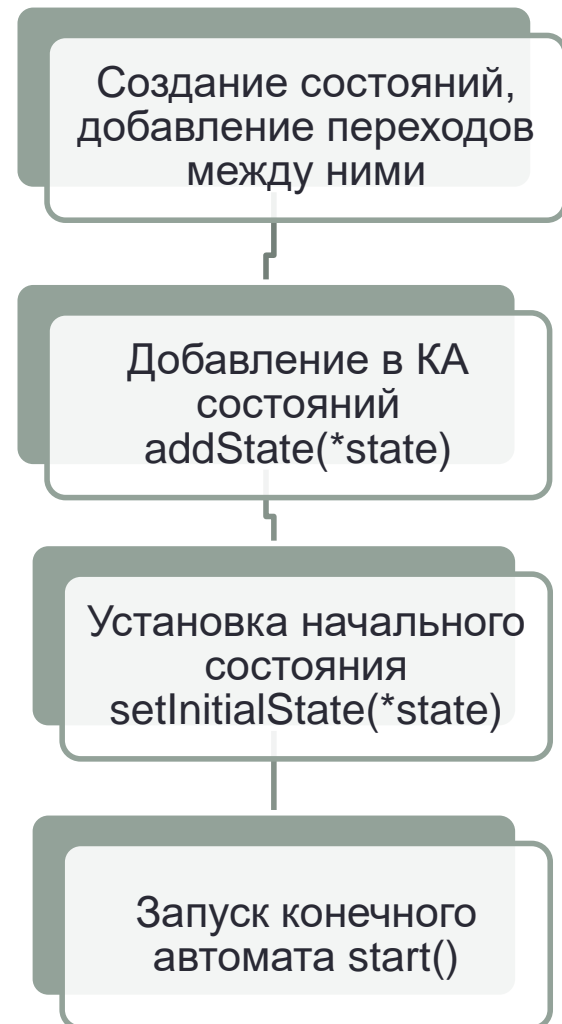 Создание состояний,
добавление переходов
между ними
Добавление в КА
состояний
addState(*state)
Установка начального
состояния
setInitialState(*state)
Запуск конечного
автомата start()